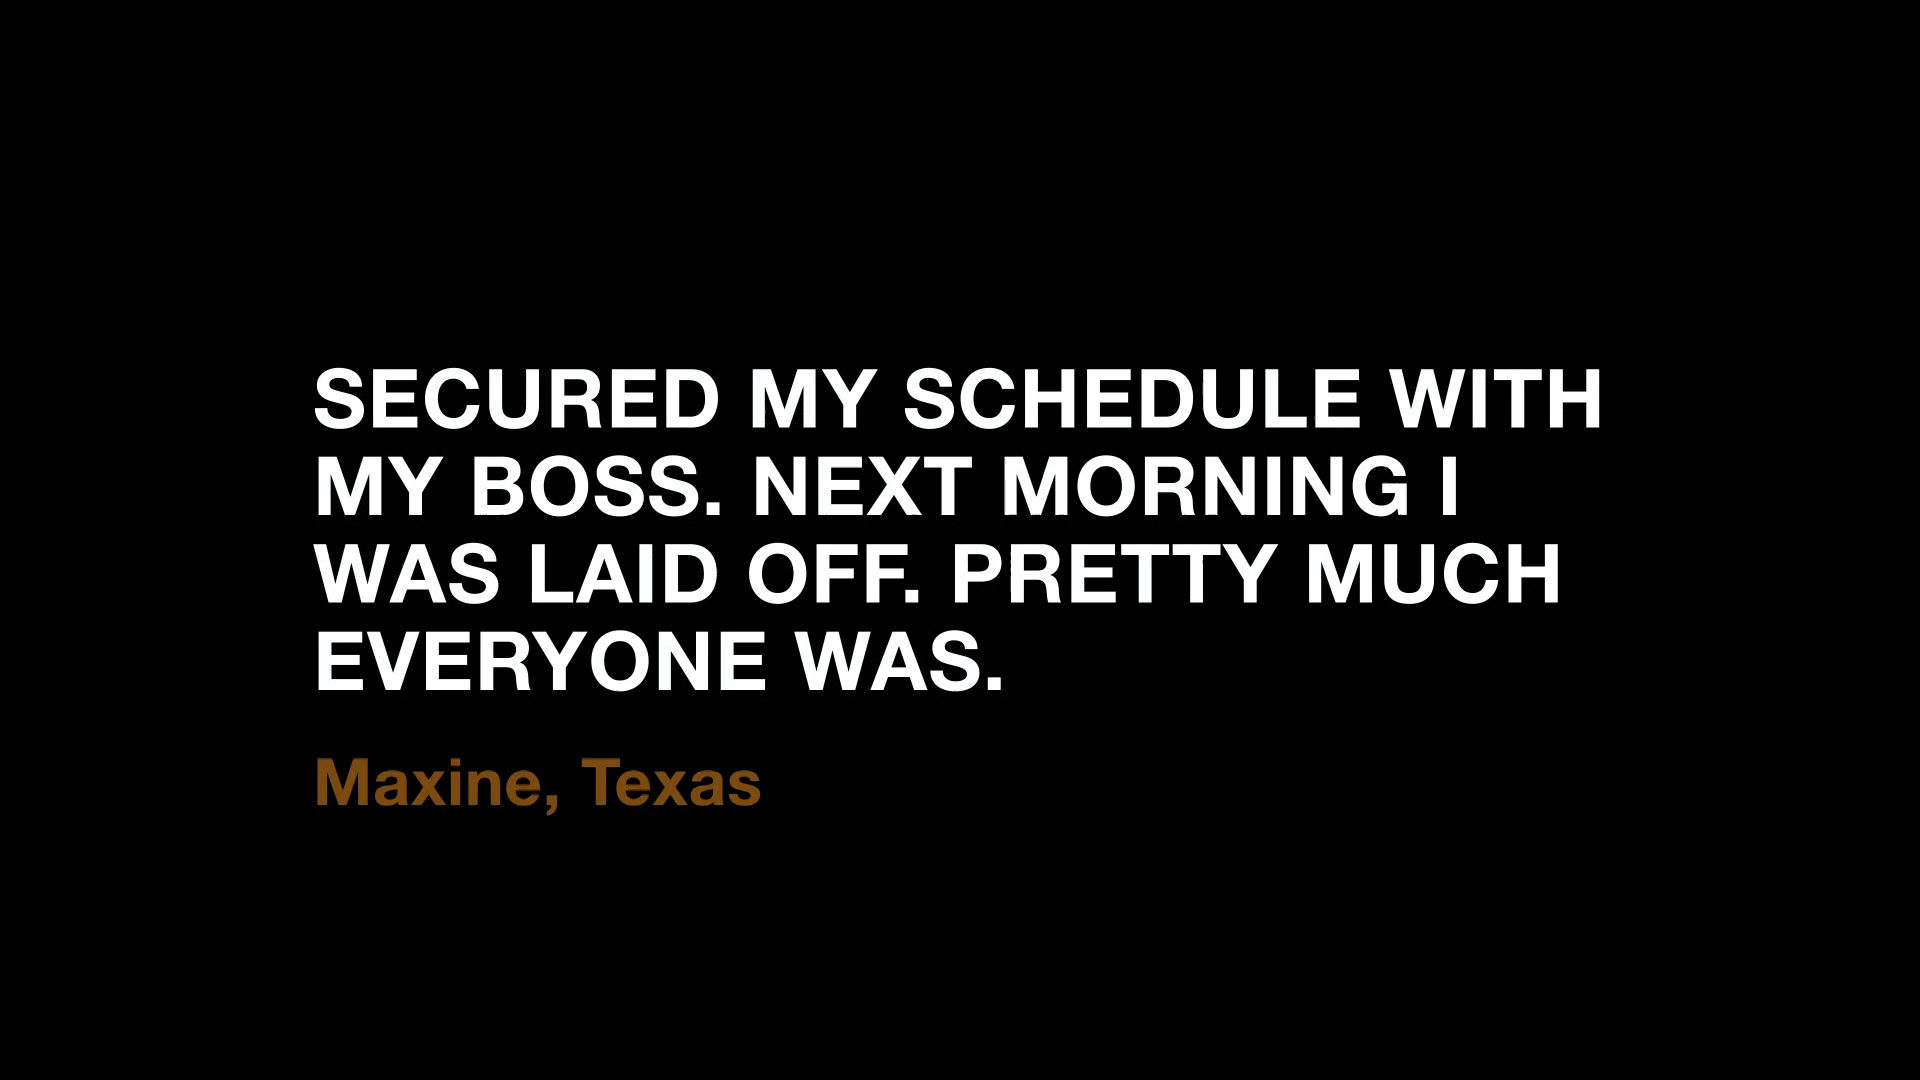 SECURED MY SCHEDULE WITH
MY BOSS. NEXT MORNING I
WAS LAID OFF. PRETTY MUCH
EVERYONE WAS.
Maxine, Texas